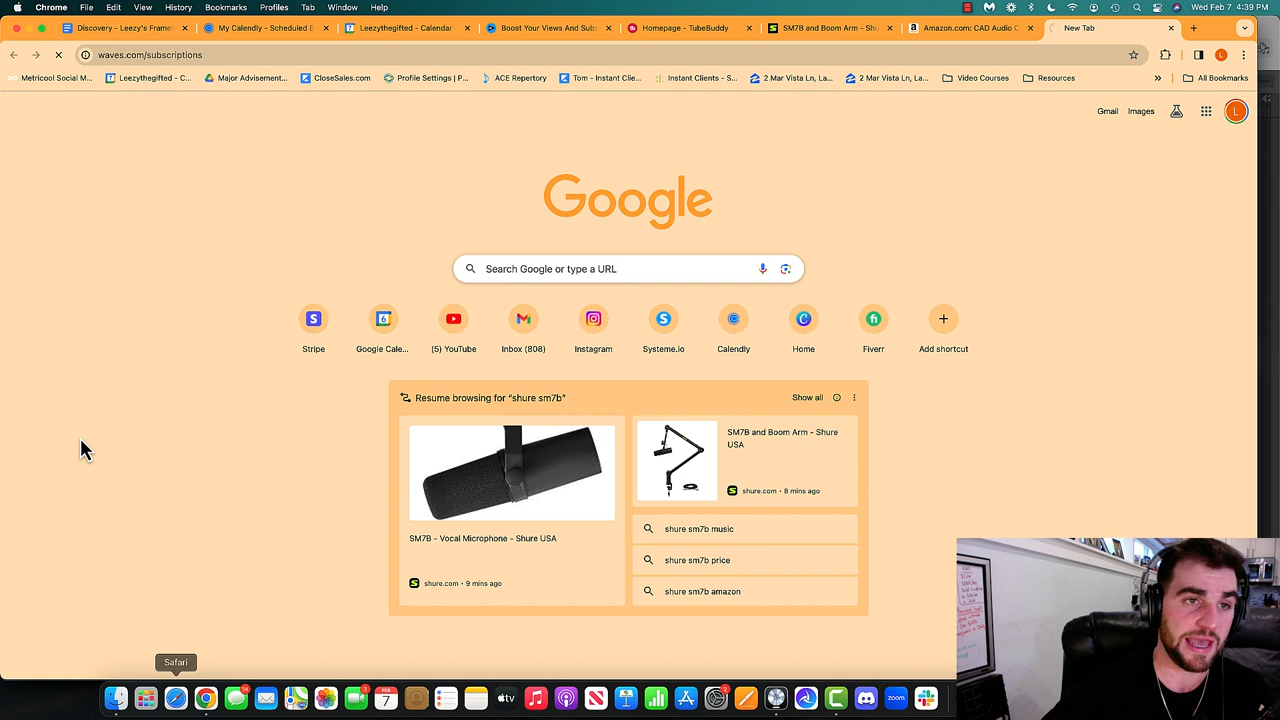 Chrome File Edit View History Bookmarks Profiles Tab Window Help Wed Feb 7 4:39 PM
Discovery - Leezy's Frame My Calendly - Scheduled E Leezythegifted - Calendar Boost Your Views And Subs Homepage - TubeBuddy SM7B and Boom Arm - Shu Amazon.com: CAD Audio C New Tab
waves.com/subscriptions
Metricool Social M... Leezythegifted - C... Major Advisement... CloseSales.com Profile Settings | P... ACE Repertory Tom - Instant Clie... Instant Clients - S... 2 Mar Vista Ln, La... 2 Mar Vista Ln, La... Video Courses Resources » All Bookmarks
Gmail Images L
Google
Search Google or type a URL
Stripe Google Cale... (5) YouTube Inbox (808) Instagram Systeme.io Calendly Home Fiverr Add shortcut
Resume browsing for “shure sm7b” Show all
SM7B and Boom Arm - Shure
USA
shure.com • 8 mins ago
SM7B - Vocal Microphone - Shure USA
shure.com • 9 mins ago
shure sm7b music
shure sm7b price
shure sm7b amazon
Safari
FEB
7
tv
zoom